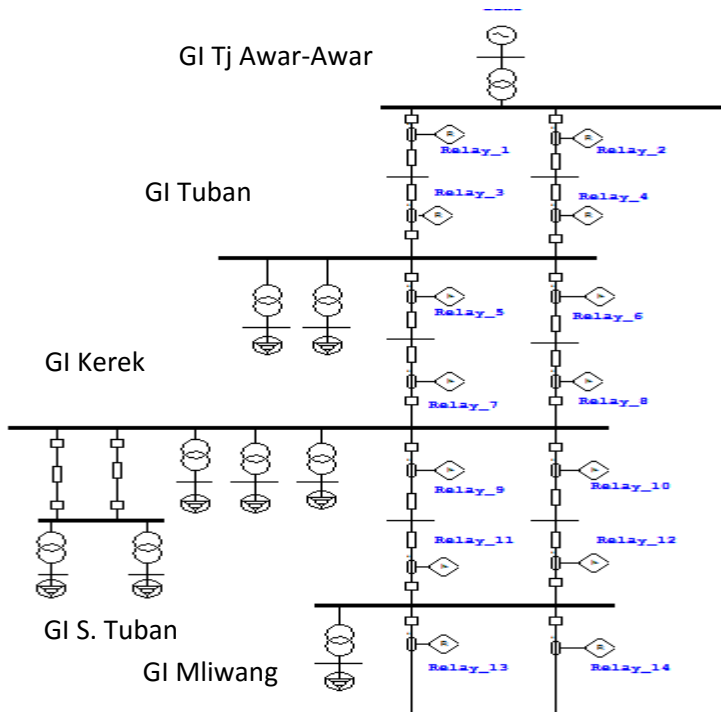 GI Tj Awar-Awar
Relay_1
Relay_2
Relay_3
Relay_4
GI Tuban
Relay_5
Relay_6
GI Kerek
Relay_7
Relay_8
Relay_9
Relay_10
Relay_11
Relay_12
GI S. Tuban
GI Mliwang
Relay_13
Relay_14